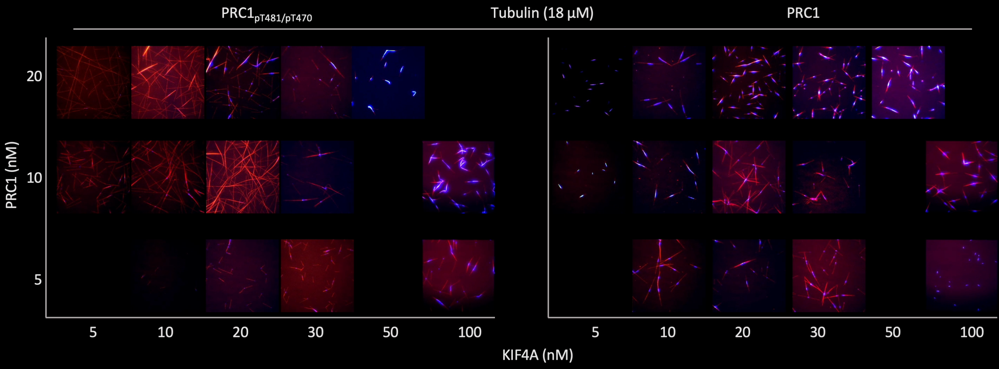 PRC1pT481/pT470
Tubulin (18 μM)
PRC1
PRC1 (nM)
20
10
5
5 10 20 30 50 100
5 10 20 30 50 100
KIF4A (nM)